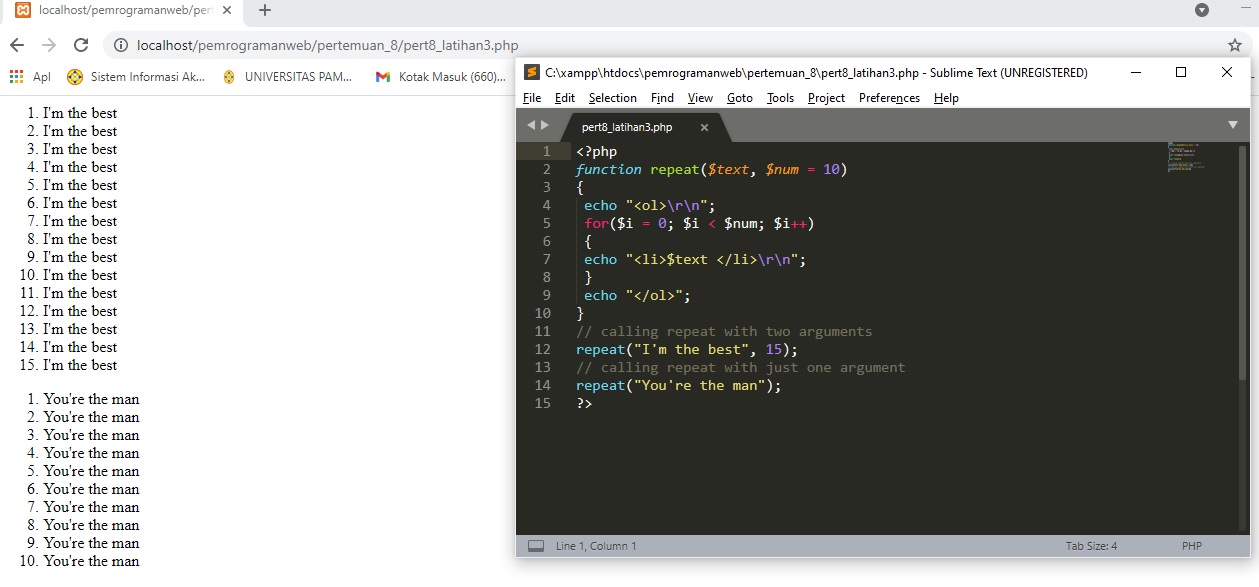 localhost/pemrogramanweb/per
localhost/pemrogramanweb/pertemuan_8/pert8_latihan3.php
Apl Sistem Informasi Ak... UNIVERSITAS PAM... Kotak Masuk (660)...
1. I'm the best
2. I'm the best
3. I'm the best
4. I'm the best
5. I'm the best
6. I'm the best
7. I'm the best
8. I'm the best
9. I'm the best
10. I'm the best
11. I'm the best
12. I'm the best
13. I'm the best
14. I'm the best
15. I'm the best
1. You're the man
2. You're the man
3. You're the man
4. You're the man
5. You're the man
6. You're the man
7. You're the man
8. You're the man
9. You're the man
10. You're the man
C:\xampp\htdocs\pemrogramanweb\pertemuan_8\pert8_latihan3.php - Sublime Text (UNREGISTERED)
File Edit Selection Find View Goto Tools Project Preferences Help
pert8_latihan3.php
1 <?php
2 function repeat($text, $num = 10)
3 {
4 echo "<ol>\r\n";
5 for($i = 0; $i < $num; $i++)
6 {
7 echo "<li>$text </li>\r\n";
8 }
9 echo "</ol>";
10 }
11 // calling repeat with two arguments
12 repeat("I'm the best", 15);
13 // calling repeat with just one argument
14 repeat("You're the man");
15 ?>
Line 1, Column 1 Tab Size: 4 PHP